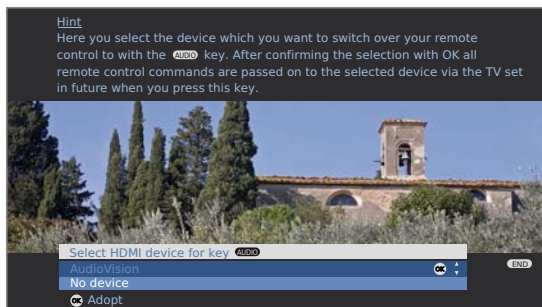 Hint
Here you select the device which you want to switch over your remote
control to with the AUDIO key. After confirming the selection with OK all
remote control commands are passed on to the selected device via the TV set
in future when you press this key.
Select HDMI device for key AUDIO
AudioVision OK
END
No device
OK Adopt